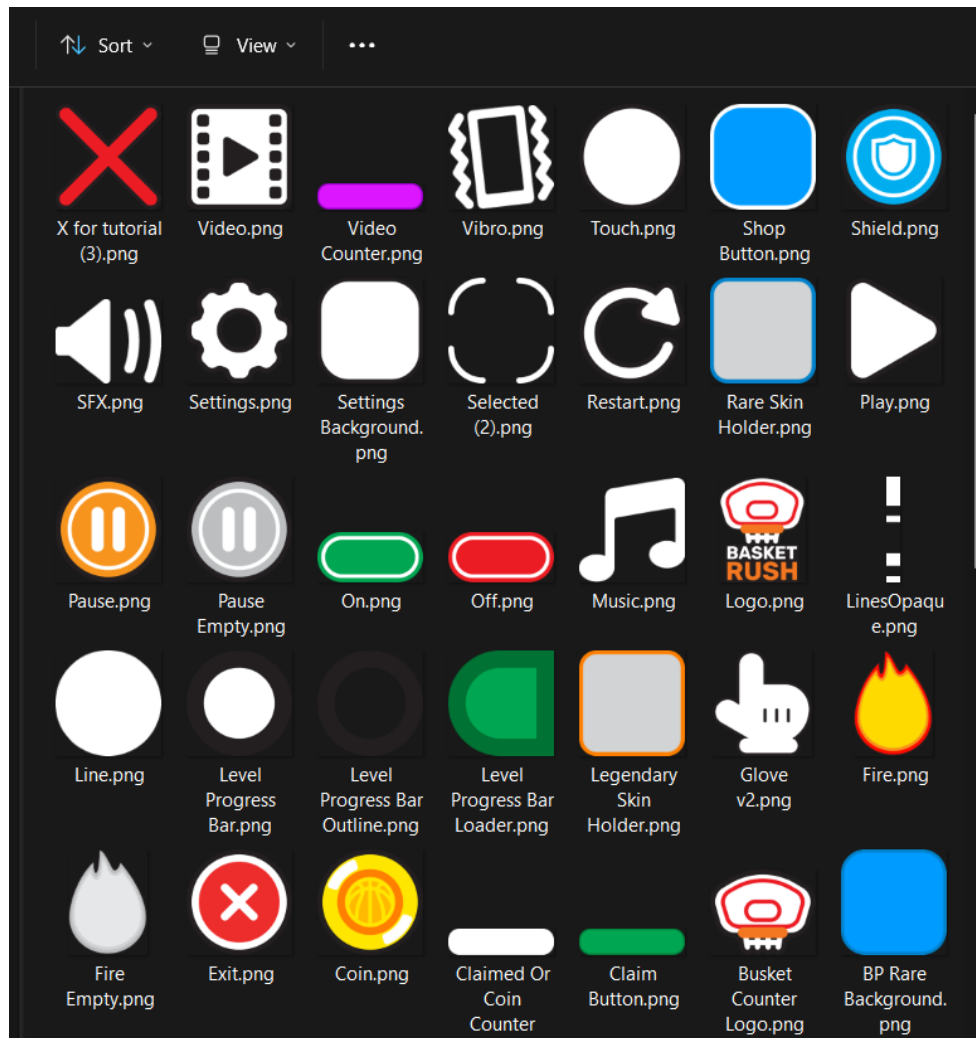 Sort
View
X for tutorial
(3).png
Video.png
Video
Counter.png
Vibro.png
Touch.png
Shop
Button.png
Shield.png
SFX.png
Settings.png
Settings
Background.
png
Selected
(2).png
Restart.png
Rare Skin
Holder.png
Play.png
BASKET
RUSH
Pause.png
Pause
Empty.png
On.png
Off.png
Music.png
Logo.png
LinesOpaqu
e.png
Line.png
Level
Progress
Bar.png
Level
Progress Bar
Outline.png
Level
Progress Bar
Loader.png
Legendary
Skin
Holder.png
Glove
v2.png
Fire.png
Fire
Empty.png
Exit.png
Coin.png
Claimed Or
Coin
Counter
Claim
Button.png
Busket
Counter
Logo.png
BP Rare
Background.
png